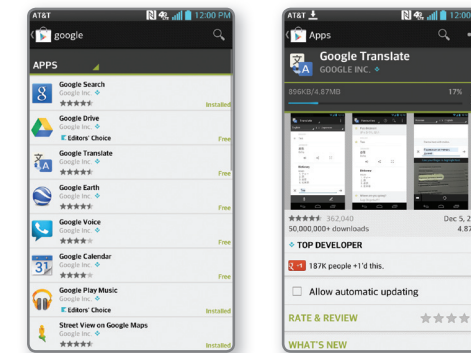 AT&T 12:00 PM
google
APPS
Google Search
Google Inc.
Installed
Google Drive
Google Inc.
Editors' Choice
Free
Google Translate
Google Inc.
Free
Google Earth
Google Inc.
Free
Google Voice
Google Inc.
Free
Google Calendar
Google Inc.
Free
Google Play Music
Google Inc.
Editors' Choice
Installed
Street View on Google Maps
Google Inc.
Installed
AT&T 12:00
Apps
Google Translate
GOOGLE INC.
896KB/4.87MB 17%
362,040 Dec 5, 2
50,000,000+ downloads 4.87
TOP DEVELOPER
+1 187K people +1'd this.
Allow automatic updating
RATE & REVIEW
WHAT'S NEW